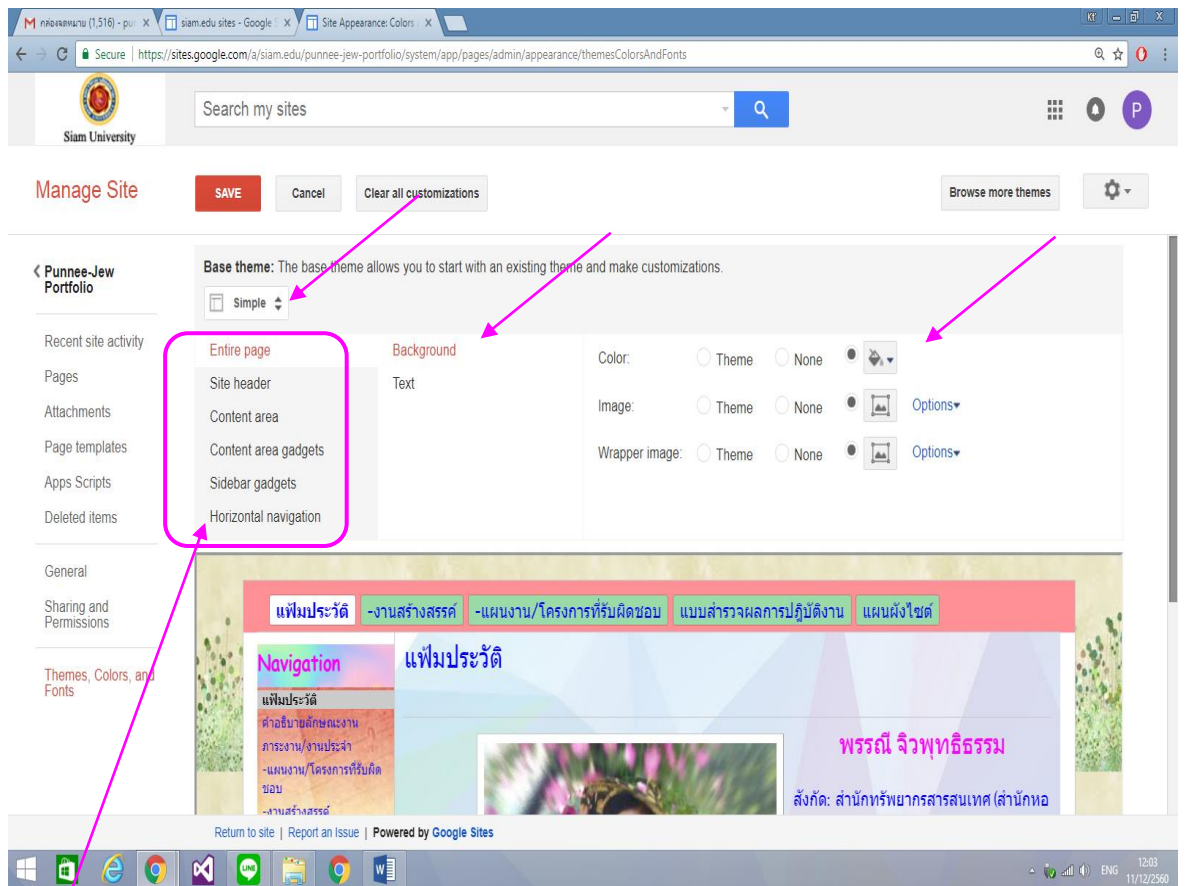 กล่องจดหมาย (1,516) - pun
siam.edu sites - Google S
Site Appearance: Colors a
Secure | https://sites.google.com/a/siam.edu/punnee-jew-portfolio/system/app/pages/admin/appearance/themesColorsAndFonts
Siam University
Search my sites
P
Manage Site
SAVE
Cancel
Clear all customizations
Browse more themes
Punnee-Jew
Portfolio
Recent site activity
Pages
Attachments
Page templates
Apps Scripts
Deleted items
General
Sharing and
Permissions
Themes, Colors, and
Fonts
Base theme: The base theme allows you to start with an existing theme and make customizations.
Simple
Entire page
Site header
Content area
Content area gadgets
Sidebar gadgets
Horizontal navigation
Background
Text
Color: Theme None
Image: Theme None Options
Wrapper image: Theme None Options
แฟ้มประวัติ -งานสร้างสรรค์ -แผนงาน/โครงการที่รับผิดชอบ แบบสำรวจผลการปฏิบัติงาน แผนผังไซต์
Navigation
แฟ้มประวัติ
คำอธิบายลักษณะงาน
ภาระงาน/งานประจำ
-แผนงาน/โครงการที่รับผิด
ชอบ
-งานสร้างสรรค์
แฟ้มประวัติ
พรรณี จิวพุทธิธรรม
สังกัด: สำนักทรัพยากรสารสนเทศ (สำนักหอ
Return to site | Report an Issue | Powered by Google Sites
ENG
12:03
11/12/2560